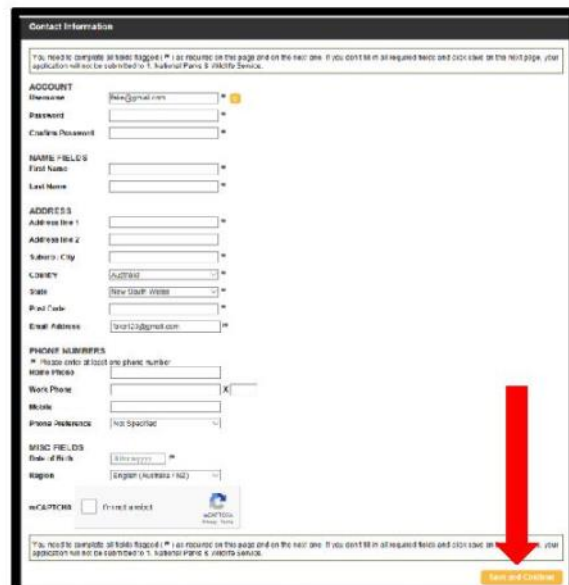 Contact Information
You need to complete all fields flagged ( ** ) as required on this page and on the next one. If you don't fill in all required fields and click save on the next page, your
application will not be submitted to 1. National Parks & Wildlife Service.
ACCOUNT
Username **
Password **
Confirm Password **
NAME FIELDS
First Name **
Last Name **
ADDRESS
Address line 1 **
Address line 2
Suburb / City **
Country Australia **
State New South Wales **
Post Code **
Email Address **
PHONE NUMBERS
** Please enter at least one phone number
Home Phone
Work Phone X
Mobile
Phone Preference Not Specified
MISC FIELDS
Date of Birth **
Region English (Australia / NZ)
reCAPTCHA I'm not a robot
reCAPTCHA
Privacy - Terms
You need to complete all fields flagged ( ** ) as required on this page and on the next one. If you don't fill in all required fields and click save on the next page, your
application will not be submitted to 1. National Parks & Wildlife Service.
Save and Continue